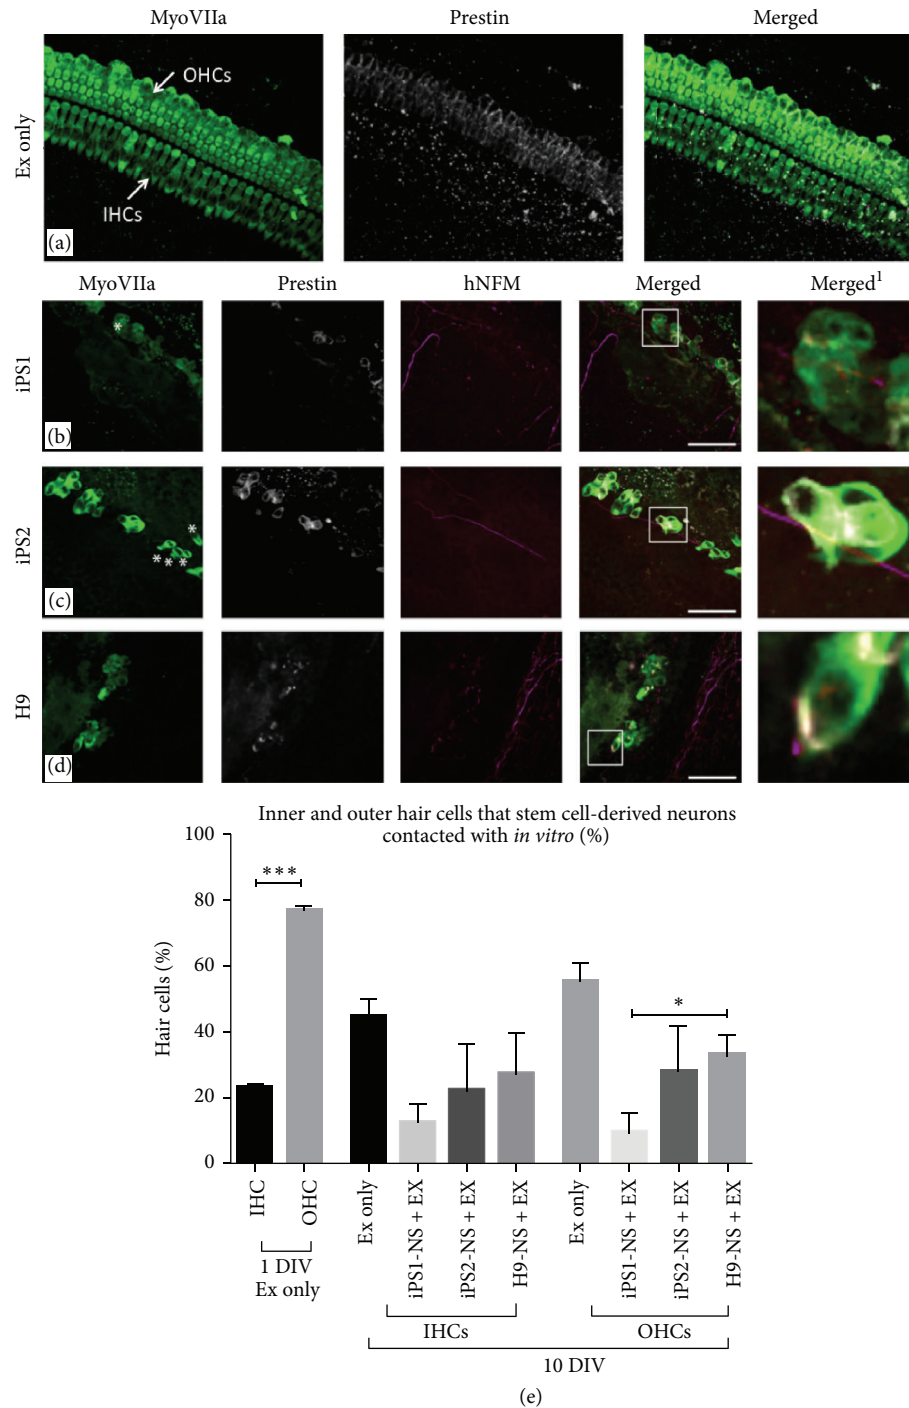 MyoVIIa Prestin Merged
Ex only
OHCs
IHCs
(a)
MyoVIIa Prestin hNFM Merged Merged¹
iPS1
*
(b)
iPS2
*
* * *
(c)
H9
(d)
Inner and outer hair cells that stem cell-derived neurons
contacted with in vitro (%)
Hair cells (%)
100
80
60
40
20
0
***
*
IHC
OHC
Ex only
iPS1-NS + EX
iPS2-NS + EX
H9-NS + EX
Ex only
iPS1-NS + EX
iPS2-NS + EX
H9-NS + EX
1 DIV
Ex only
IHCs OHCs
10 DIV
(e)